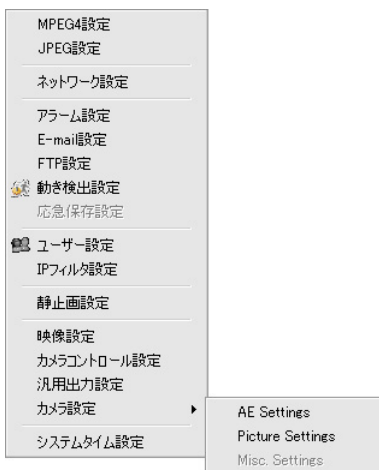 MPEG4設定
JPEG設定
ネットワーク設定
アラーム設定
E-mail設定
FTP設定
動き検出設定
応急保存設定
ユーザー設定
IPフィルタ設定
静止画設定
映像設定
カメラコントロール設定
汎用出力設定
カメラ設定
システムタイム設定
AE Settings
Picture Settings
Misc. Settings